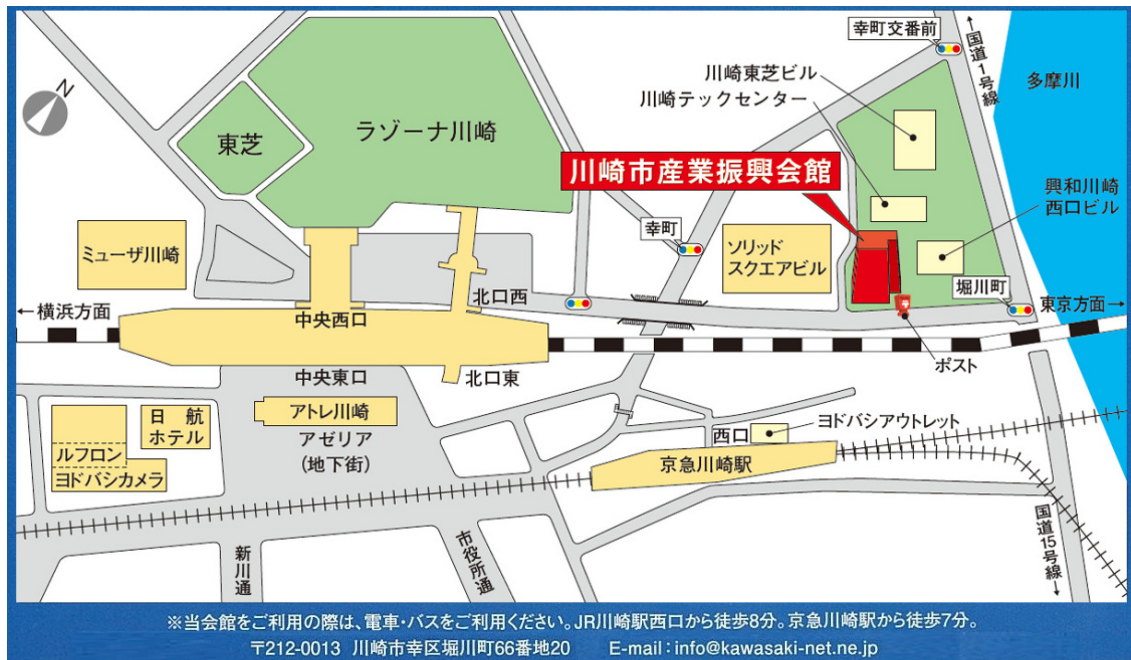 幸町交番前
←国道1号線
多摩川
N
川崎東芝ビル
川崎テックセンター
東芝
ラゾーナ川崎
川崎市産業振興会館
興和川崎
西口ビル
ミューザ川崎
幸町
ソリッド
スクエアビル
堀川町
北口西
←横浜方面
中央西口
東京方面→
ポスト
中央東口
北口東
アトレ川崎
日航
ホテル
ヨドバシアウトレット
西口
アゼリア
(地下街)
ルフロン
ヨドバシカメラ
京急川崎駅
新川通
市役所通
国道15号線→
※当会館をご利用の際は、電車・バスをご利用ください。JR川崎駅西口から徒歩8分。京急川崎駅から徒歩7分。
〒212-0013 川崎市幸区堀川町66番地20 E-mail:info@kawasaki-net.ne.jp